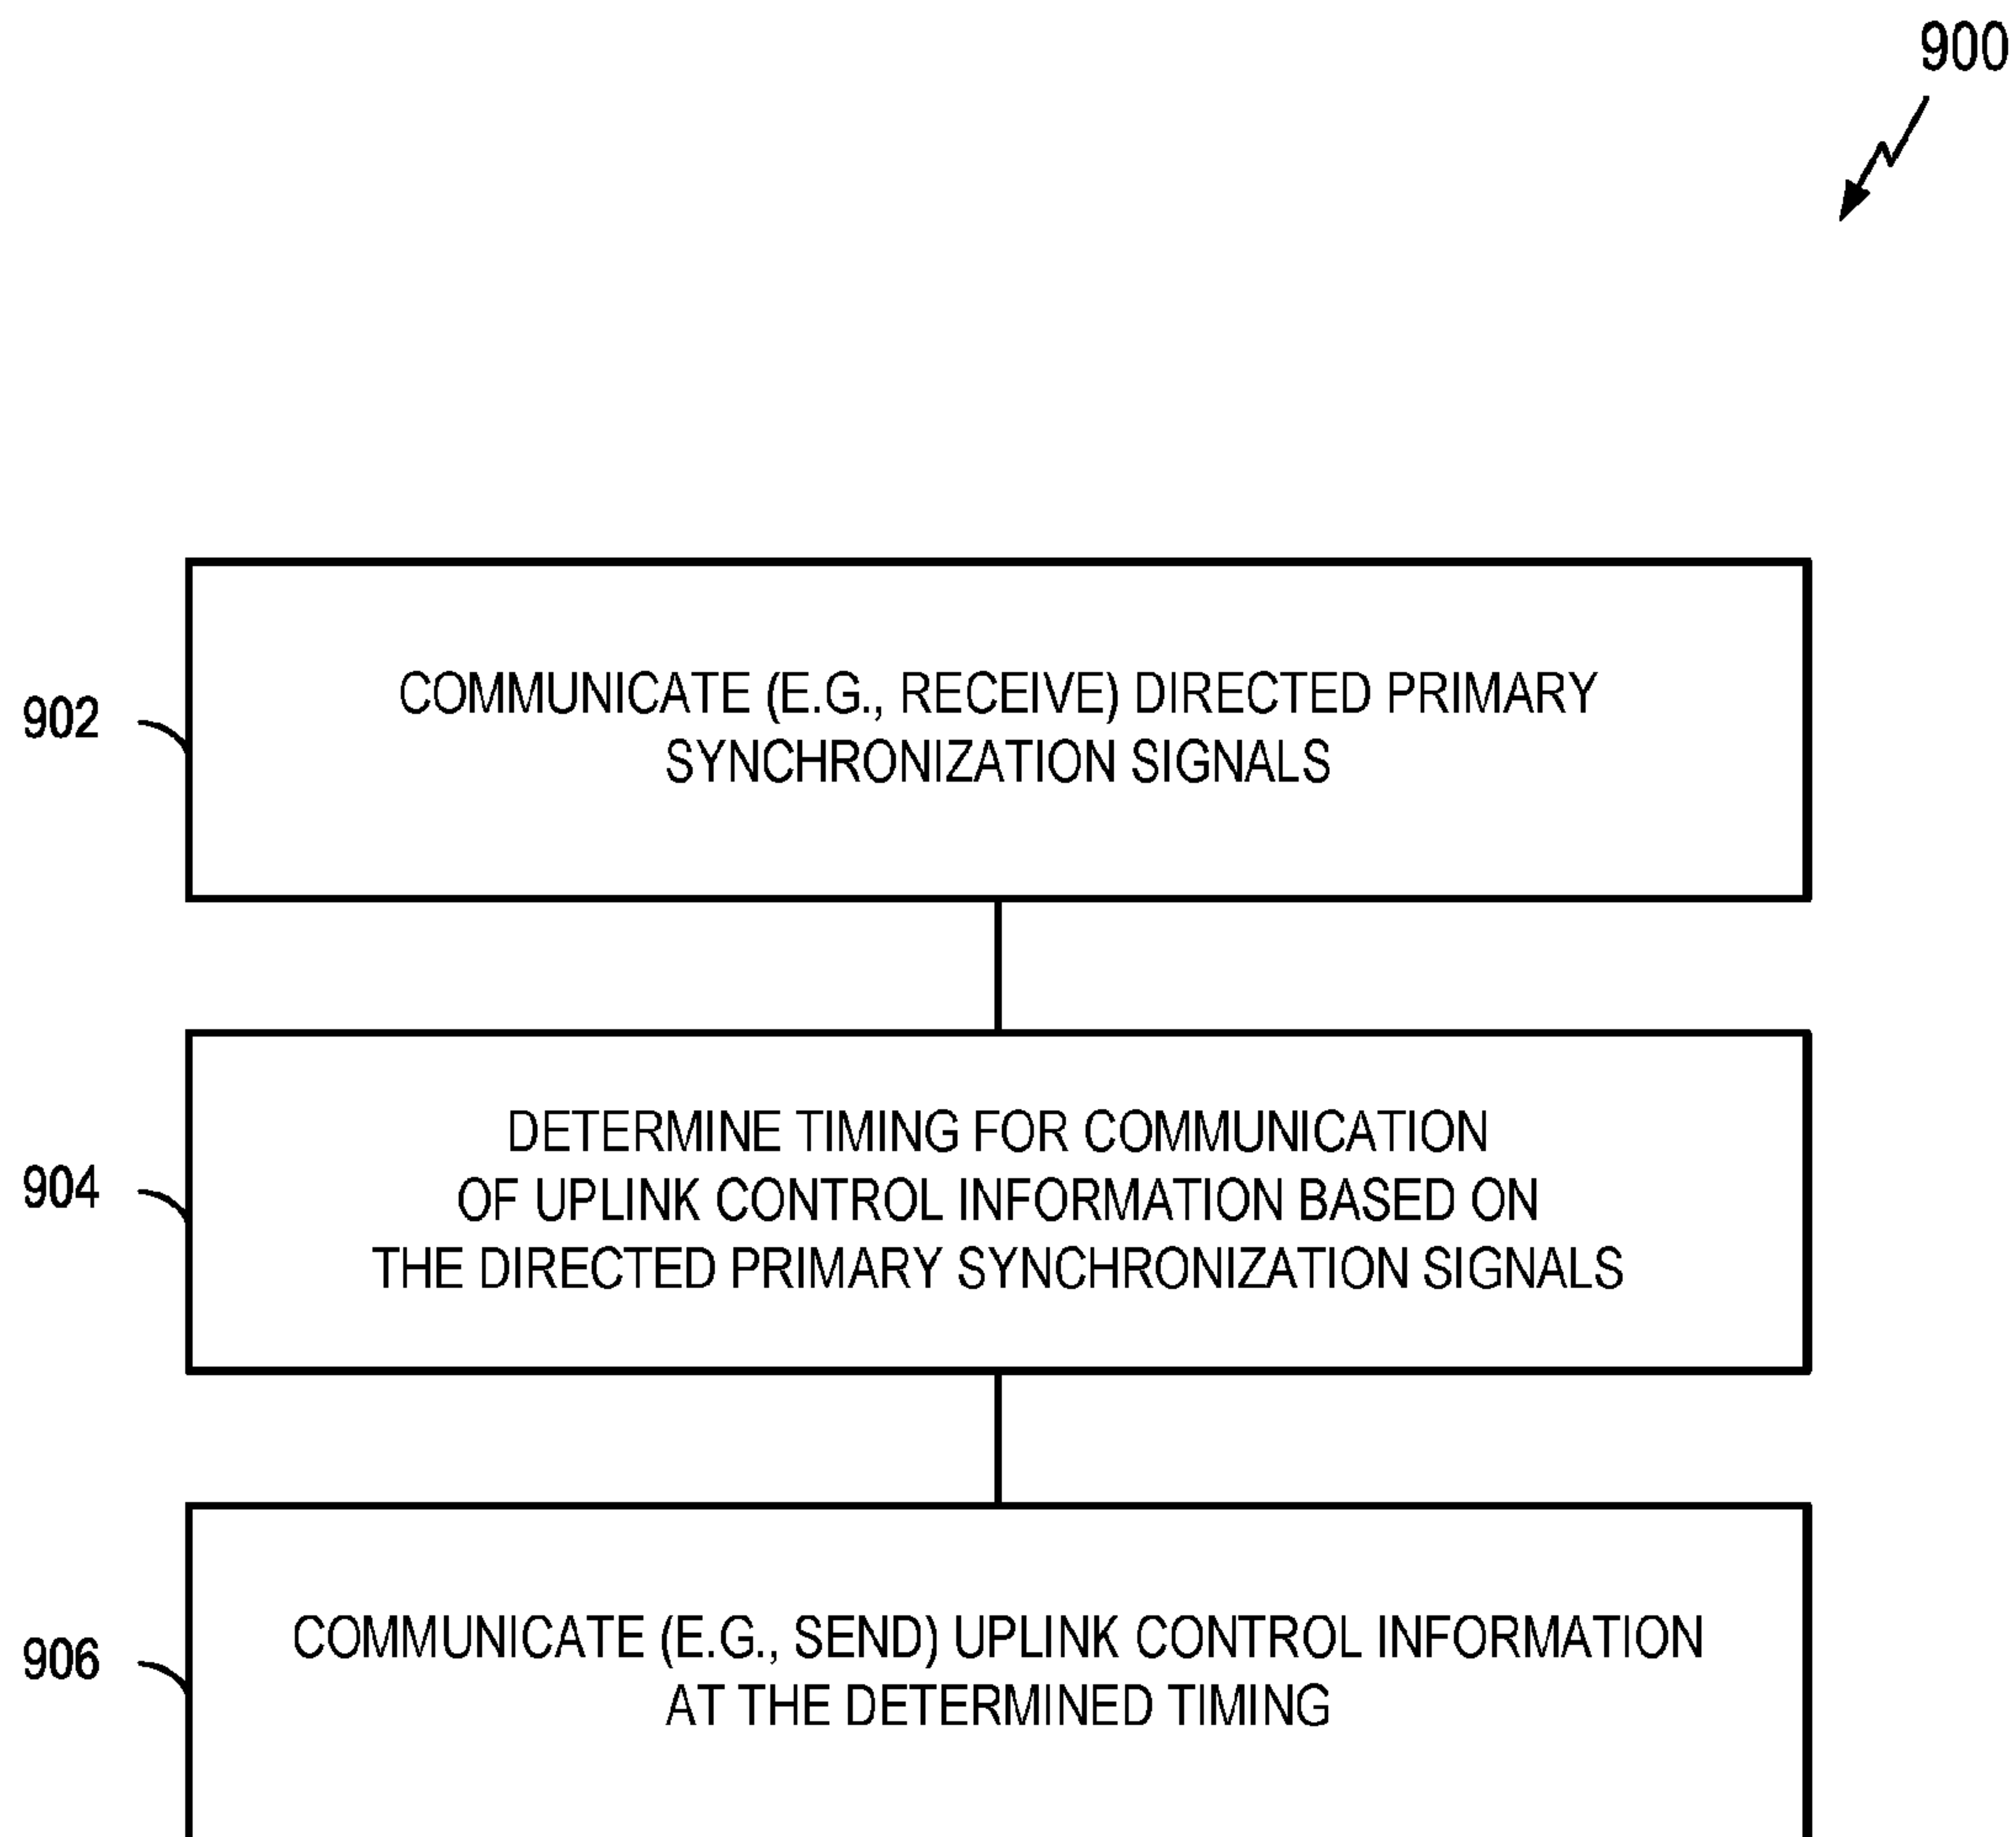 900
902
COMMUNICATE (E.G., RECEIVE) DIRECTED PRIMARY
SYNCHRONIZATION SIGNALS
904
DETERMINE TIMING FOR COMMUNICATION
OF UPLINK CONTROL INFORMATION BASED ON
THE DIRECTED PRIMARY SYNCHRONIZATION SIGNALS
906
COMMUNICATE (E.G., SEND) UPLINK CONTROL INFORMATION
AT THE DETERMINED TIMING